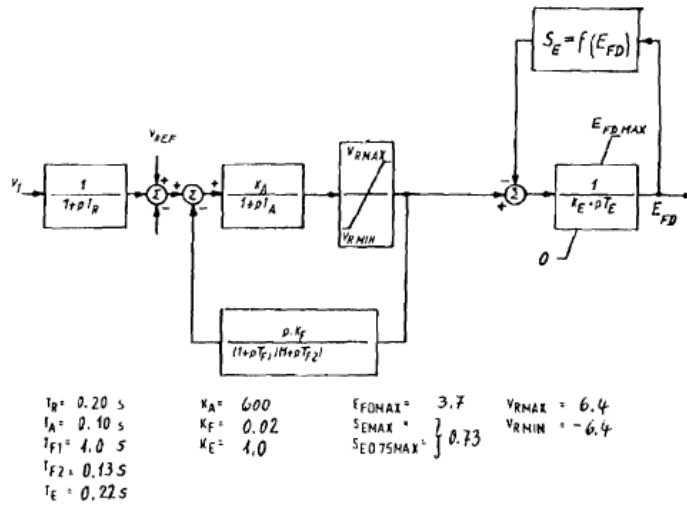 S_E = f(E_FD)
E_FD MAX
V_REF
V_RMAX
V_T
1
1+pT_R
+
-
Σ
+
-
Σ
+
K_A
1+pT_A
V_RMIN
-
+
Σ
1
K_E + pT_E
E_FD
0
p.K_F
(1+pT_F1)(1+pT_F2)
T_R = 0.20 s K_A = 600 E_FDMAX = 3.7 V_RMAX = 6.4
T_A = 0.10 s K_F = 0.02 S_EMAX = V_RMIN = -6.4
T_F1 = 1.0 s K_E = 1.0 S_E075MAX = } 0.73
T_F2 = 0.13 s
T_E = 0.22 s